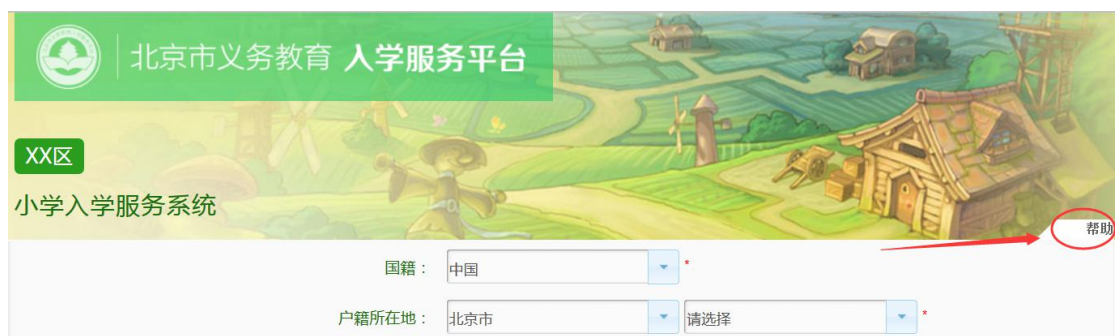 北京市义务教育 入学服务平台
XX区
小学入学服务系统
帮助
国籍： 中国 *
户籍所在地： 北京市 请选择 *